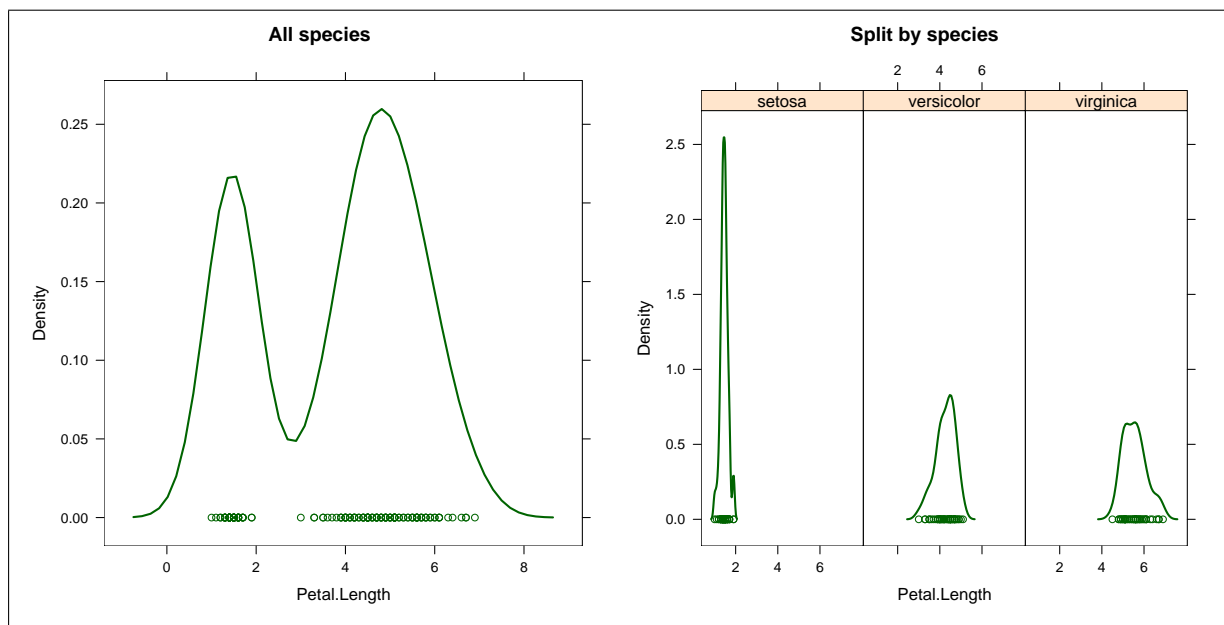 All species
0.25
0.20
0.15
0.10
0.05
0.00
Density
0 2 4 6 8
Petal.Length
Split by species
2 4 6
setosa versicolor virginica
2.5
2.0
1.5
1.0
0.5
0.0
Density
2 4 6 2 4 6
Petal.Length